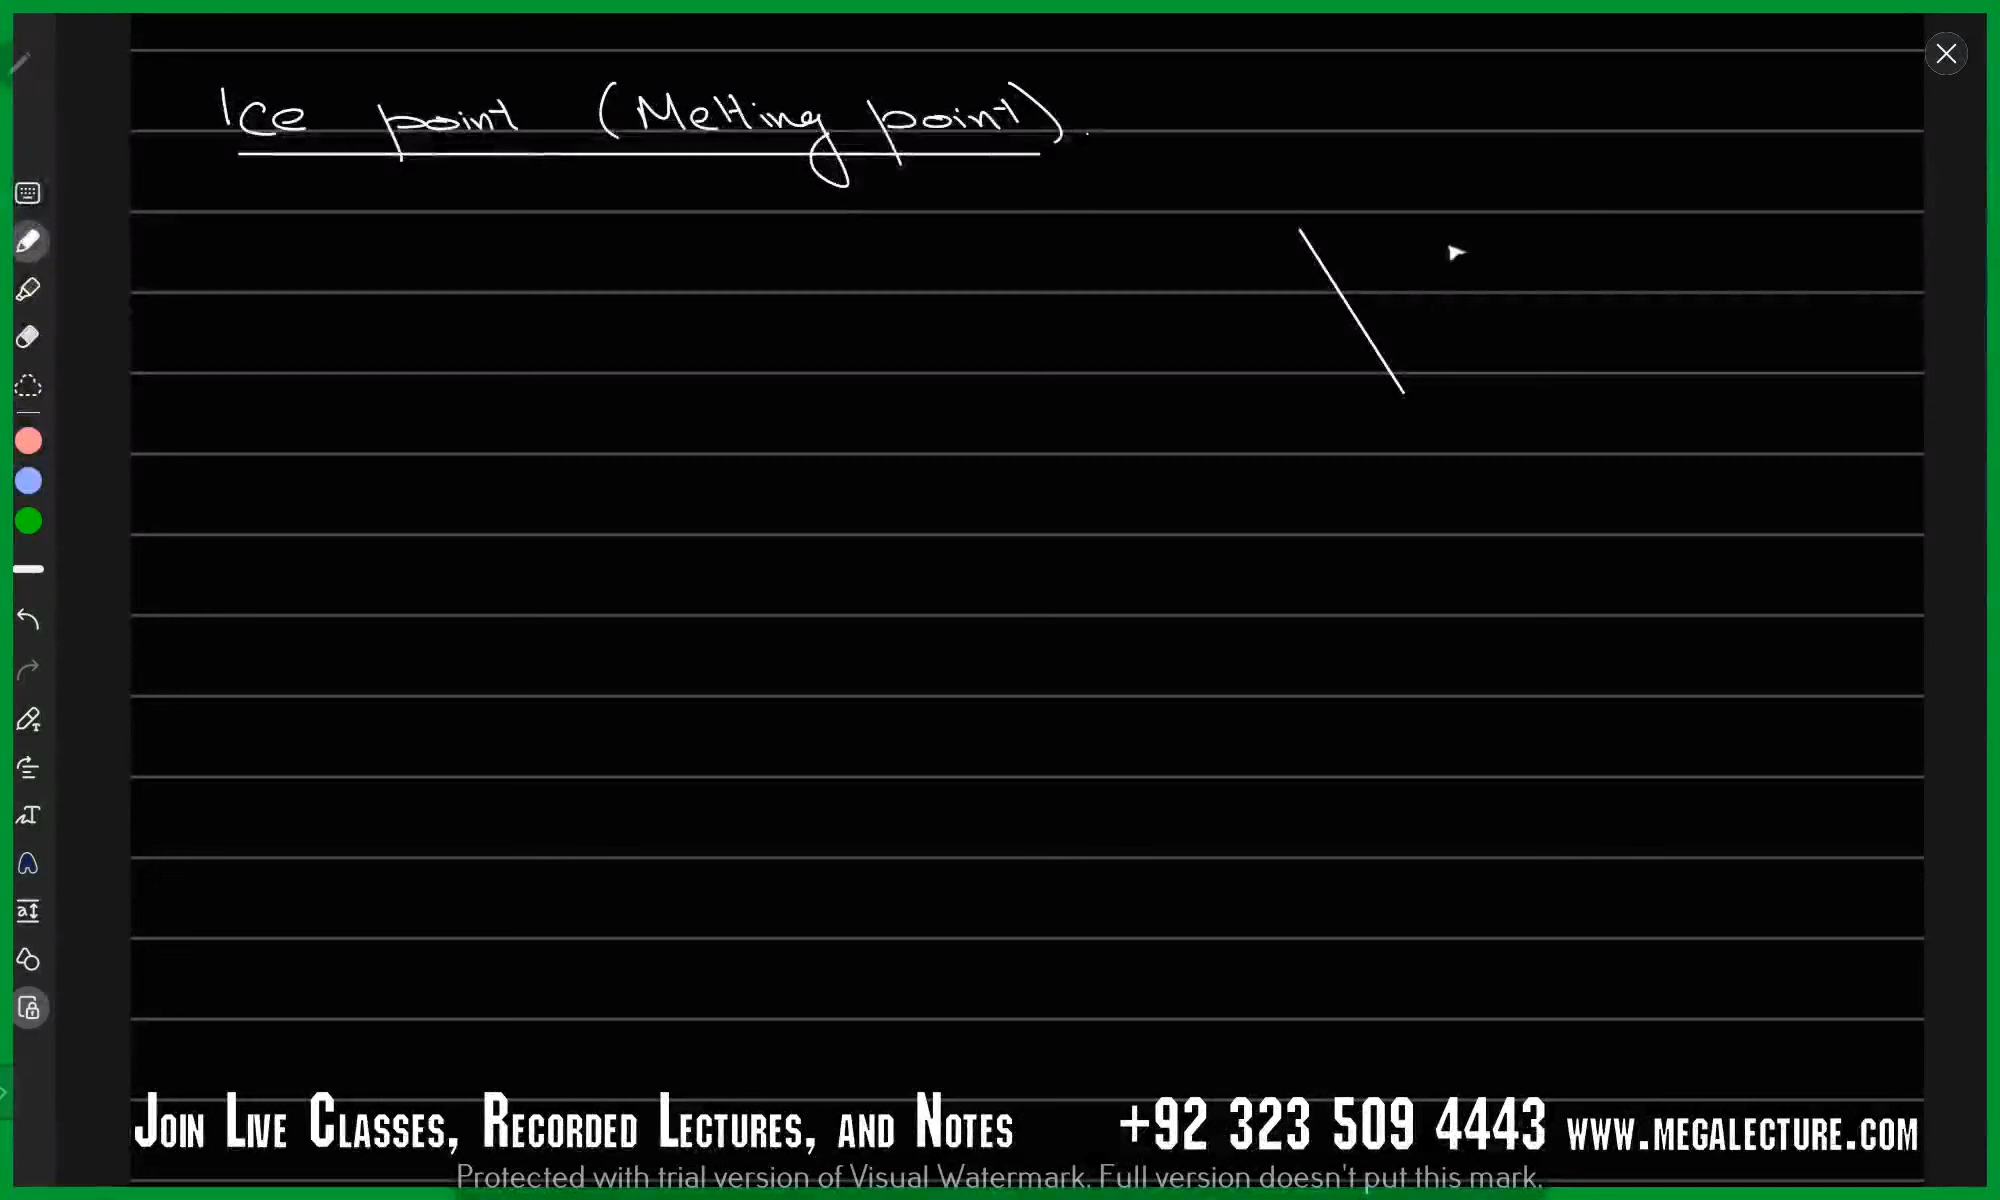 Ice point (Melting point).
Join Live Classes, Recorded Lectures, and Notes +92 323 509 4443 www.megalecture.com
Protected with trial version of Visual Watermark. Full version doesn't put this mark.